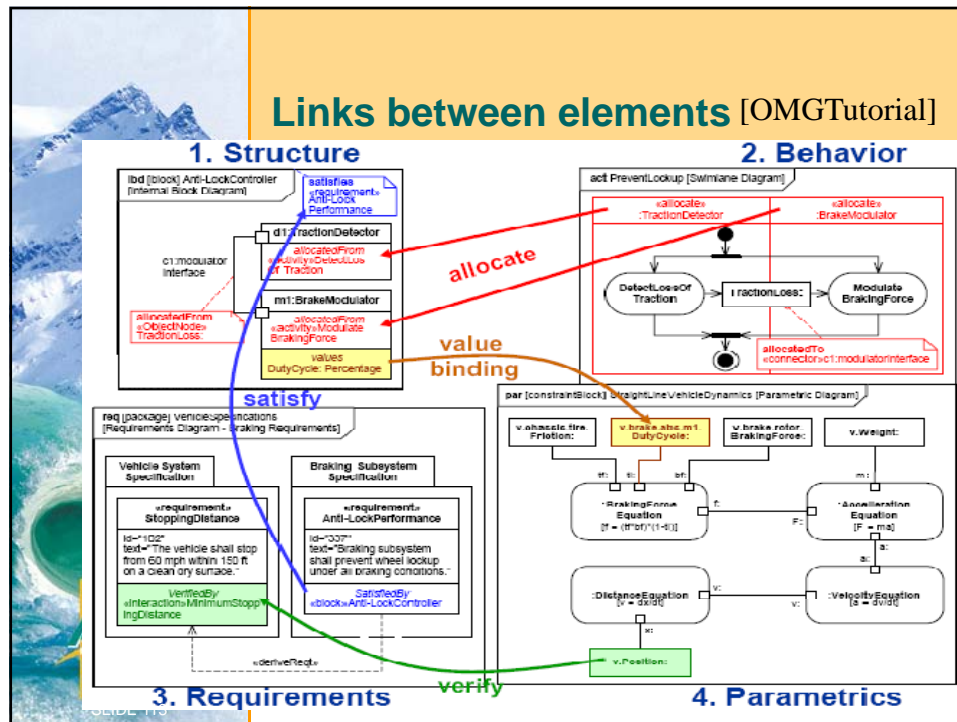 Links between elements [OMGTutorial]
1. Structure
ibd [block] Anti-LockController
[Internal Block Diagram]
satisfies
«requirement»
Anti-Lock
Performance
d1:TractionDetector
allocatedFrom
«activity»DetectLos
Of Traction
c1:modulator
Interface
m1:BrakeModulator
allocatedFrom
«activity»Modulate
BrakingForce
values
DutyCycle: Percentage
allocatedFrom
«ObjectNode»
TractionLoss:
2. Behavior
act PreventLockup [Swimlane Diagram]
«allocate»
:TractionDetector
«allocate»
:BrakeModulator
DetectLossOf
Traction
TractionLoss:
Modulate
BrakingForce
allocatedTo
«connector»c1:modulatorInterface
allocate
value
binding
satisfy
verify
req [package] VehicleSpecifications
[Requirements Diagram - Braking Requirements]
Vehicle System
Specification
«requirement»
StoppingDistance
id="102"
text="The vehicle shall stop
from 60 mph within 150 ft
on a clean dry surface."
VerifiedBy
«interaction»MinimumStopp
ingDistance
Braking Subsystem
Specification
«requirement»
Anti-LockPerformance
id="337"
text="Braking subsystem
shall prevent wheel lockup
under all braking conditions."
SatisfiedBy
«block»Anti-LockController
«deriveReqt»
3. Requirements
par [constraintBlock] StraightLineVehicleDynamics [Parametric Diagram]
v.chassis.tire.
Friction:
v.brake.abs.m1.
DutyCycle:
v.brake.rotor.
BrakingForce:
v.Weight:
tf:
tl:
bf:
m:
:BrakingForce
Equation
[f = (tf*bf)*(1-tl)]
f:
F:
:Accelleration
Equation
[F = ma]
a:
a:
:DistanceEquation
[v = dx/dt]
v:
v:
:VelocityEquation
[a = dv/dt]
x:
v.Position:
4. Parametrics
SLIDE 113